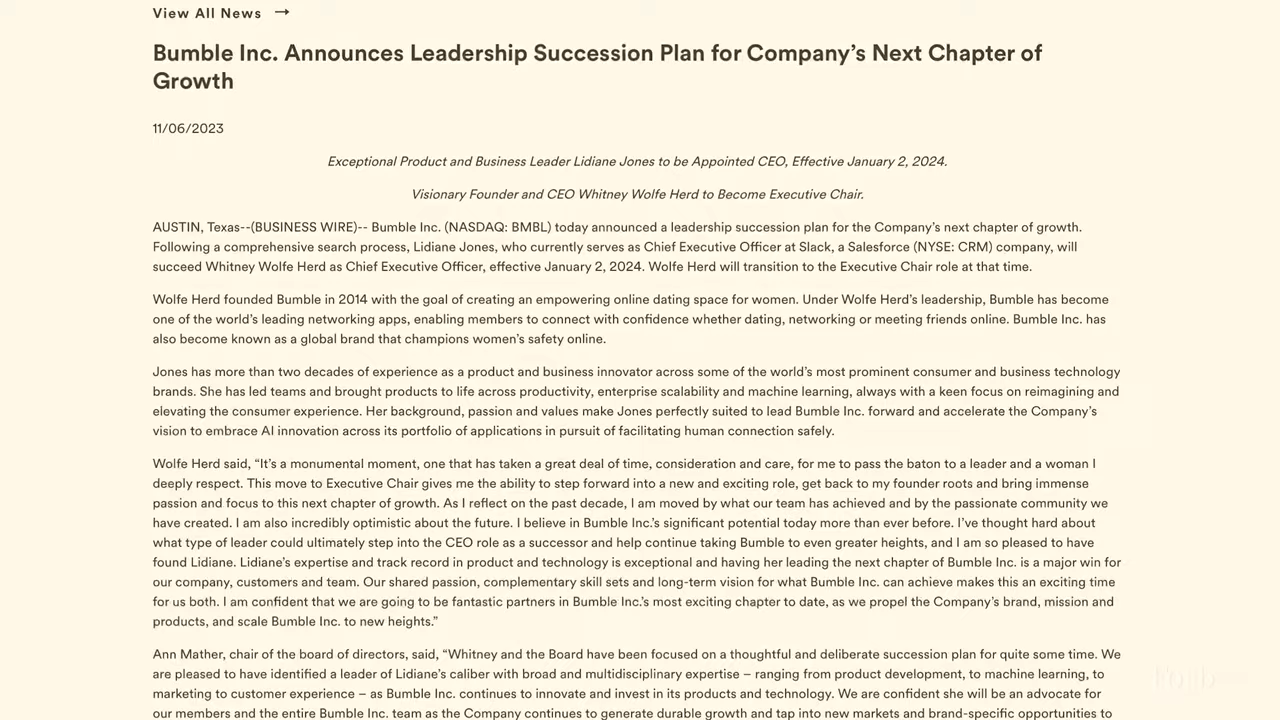 View All News →
Bumble Inc. Announces Leadership Succession Plan for Company’s Next Chapter of
Growth
11/06/2023
Exceptional Product and Business Leader Lidiane Jones to be Appointed CEO, Effective January 2, 2024.
Visionary Founder and CEO Whitney Wolfe Herd to Become Executive Chair.
AUSTIN, Texas--(BUSINESS WIRE)-- Bumble Inc. (NASDAQ: BMBL) today announced a leadership succession plan for the Company’s next chapter of growth.
Following a comprehensive search process, Lidiane Jones, who currently serves as Chief Executive Officer at Slack, a Salesforce (NYSE: CRM) company, will
succeed Whitney Wolfe Herd as Chief Executive Officer, effective January 2, 2024. Wolfe Herd will transition to the Executive Chair role at that time.
Wolfe Herd founded Bumble in 2014 with the goal of creating an empowering online dating space for women. Under Wolfe Herd’s leadership, Bumble has become
one of the world’s leading networking apps, enabling members to connect with confidence whether dating, networking or meeting friends online. Bumble Inc. has
also become known as a global brand that champions women’s safety online.
Jones has more than two decades of experience as a product and business innovator across some of the world’s most prominent consumer and business technology
brands. She has led teams and brought products to life across productivity, enterprise scalability and machine learning, always with a keen focus on reimagining and
elevating the consumer experience. Her background, passion and values make Jones perfectly suited to lead Bumble Inc. forward and accelerate the Company’s
vision to embrace AI innovation across its portfolio of applications in pursuit of facilitating human connection safely.
Wolfe Herd said, “It’s a monumental moment, one that has taken a great deal of time, consideration and care, for me to pass the baton to a leader and a woman I
deeply respect. This move to Executive Chair gives me the ability to step forward into a new and exciting role, get back to my founder roots and bring immense
passion and focus to this next chapter of growth. As I reflect on the past decade, I am moved by what our team has achieved and by the passionate community we
have created. I am also incredibly optimistic about the future. I believe in Bumble Inc.’s significant potential today more than ever before. I’ve thought hard about
what type of leader could ultimately step into the CEO role as a successor and help continue taking Bumble to even greater heights, and I am so pleased to have
found Lidiane. Lidiane’s expertise and track record in product and technology is exceptional and having her leading the next chapter of Bumble Inc. is a major win for
our company, customers and team. Our shared passion, complementary skill sets and long-term vision for what Bumble Inc. can achieve makes this an exciting time
for us both. I am confident that we are going to be fantastic partners in Bumble Inc.’s most exciting chapter to date, as we propel the Company’s brand, mission and
products, and scale Bumble Inc. to new heights.”
Ann Mather, chair of the board of directors, said, “Whitney and the Board have been focused on a thoughtful and deliberate succession plan for quite some time. We
are pleased to have identified a leader of Lidiane’s caliber with broad and multidisciplinary expertise – ranging from product development, to machine learning, to
marketing to customer experience – as Bumble Inc. continues to innovate and invest in its products and technology. We are confident she will be an advocate for
our members and the entire Bumble Inc. team as the Company continues to generate durable growth and tap into new markets and brand-specific opportunities to